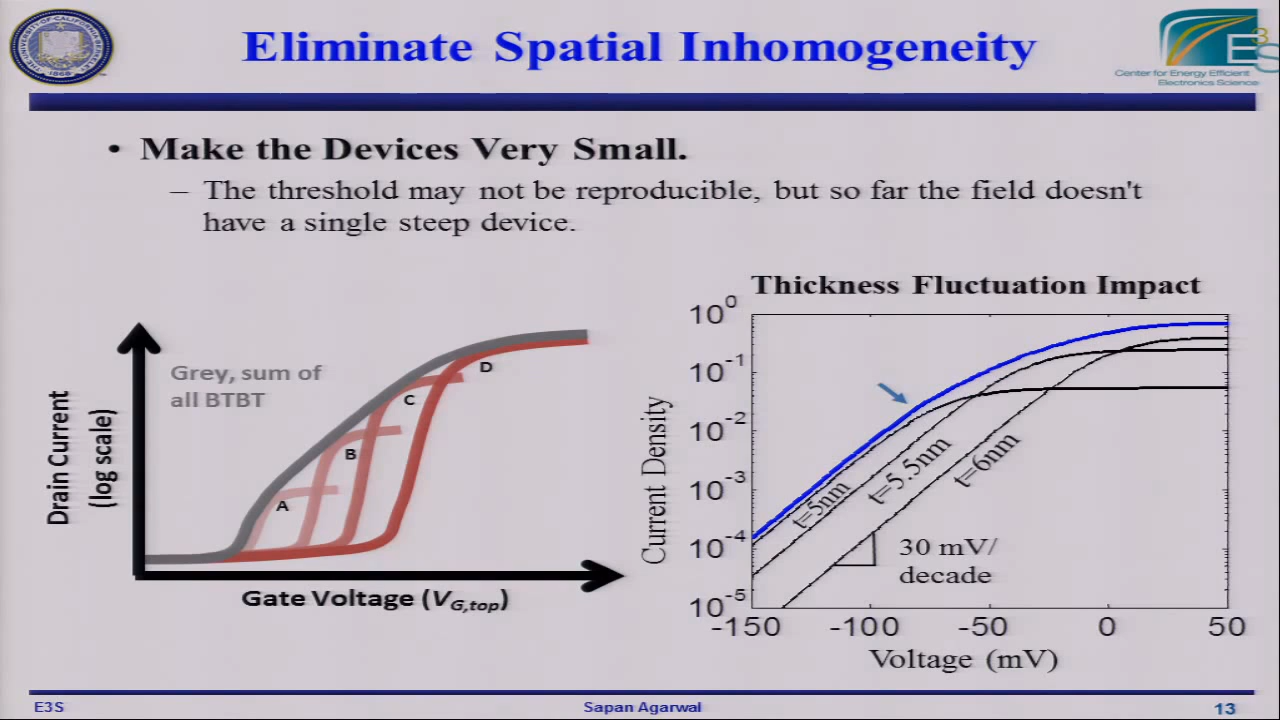 Eliminate Spatial Inhomogeneity
E³S
Center for Energy Efficient
Electronics Science
• Make the Devices Very Small.
– The threshold may not be reproducible, but so far the field doesn't
have a single steep device.
Grey, sum of
all BTBT
A
B
C
D
Drain Current
(log scale)
Gate Voltage (V_G,top)
Thickness Fluctuation Impact
10⁰
10⁻¹
10⁻²
10⁻³
10⁻⁴
10⁻⁵
Current Density
t=5nm
t=5.5nm
t=6nm
30 mV/
decade
-150 -100 -50 0 50
Voltage (mV)
E3S Sapan Agarwal 13